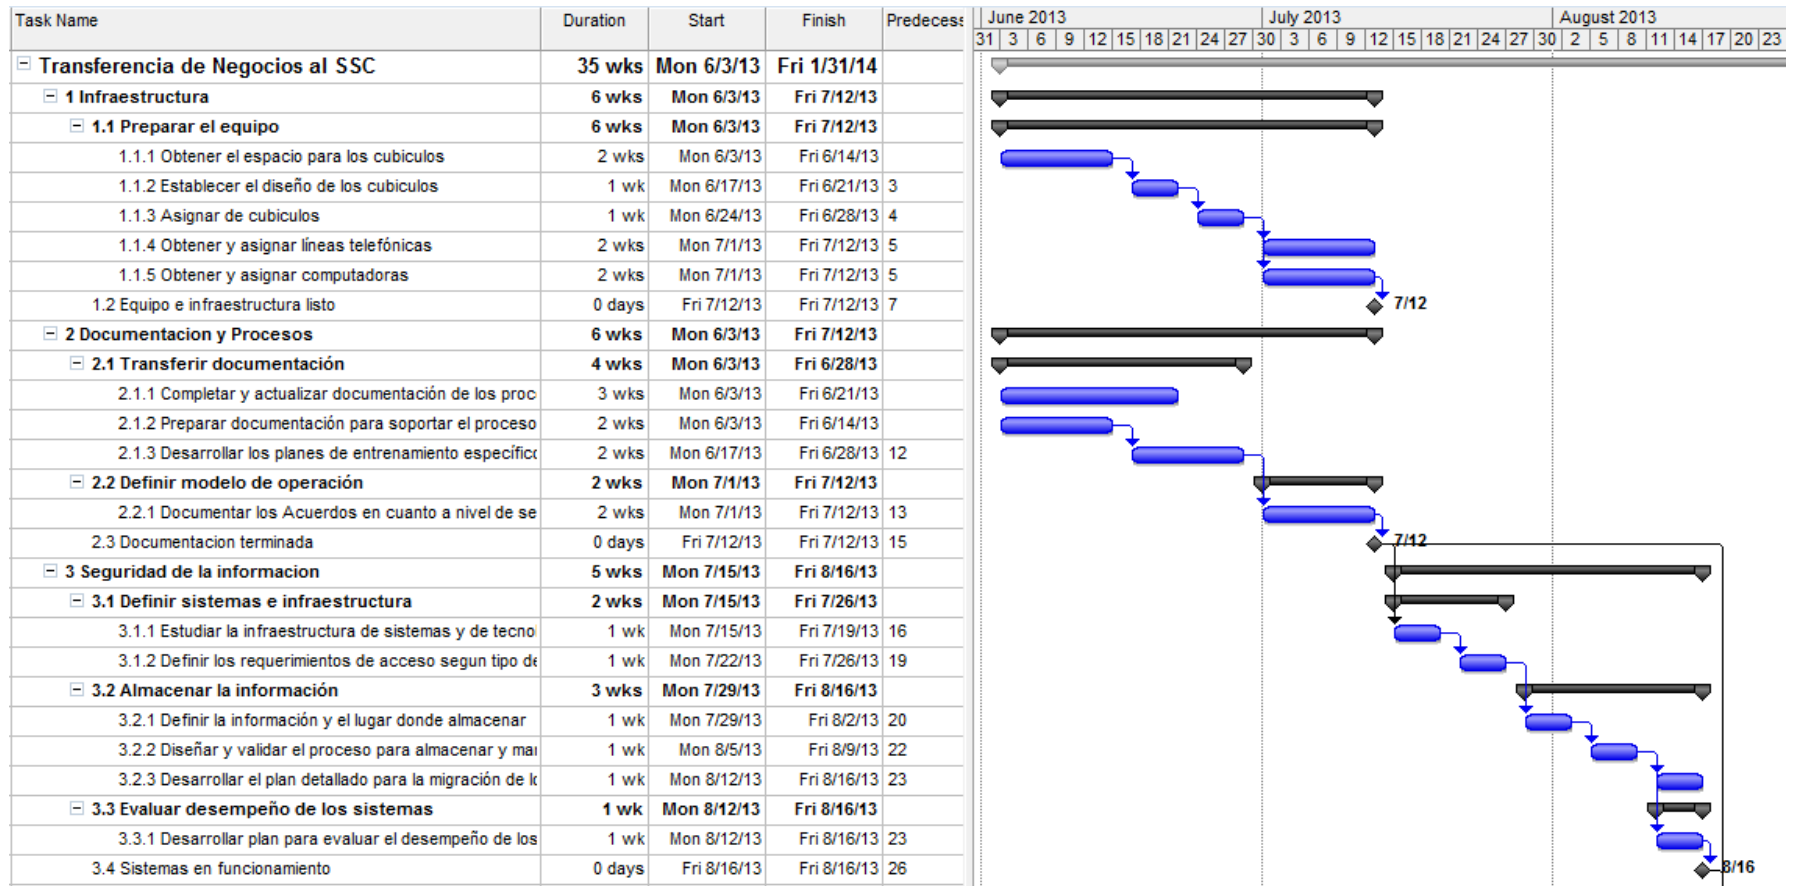 Task Name Duration Start Finish Predecess June 2013 July 2013 August 2013
31 3 6 9 12 15 18 21 24 27 30 3 6 9 12 15 18 21 24 27 30 2 5 8 11 14 17 20 23
Transferencia de Negocios al SSC 35 wks Mon 6/3/13 Fri 1/31/14
1 Infraestructura 6 wks Mon 6/3/13 Fri 7/12/13
1.1 Preparar el equipo 6 wks Mon 6/3/13 Fri 7/12/13
1.1.1 Obtener el espacio para los cubiculos 2 wks Mon 6/3/13 Fri 6/14/13
1.1.2 Establecer el diseño de los cubiculos 1 wk Mon 6/17/13 Fri 6/21/13 3
1.1.3 Asignar de cubiculos 1 wk Mon 6/24/13 Fri 6/28/13 4
1.1.4 Obtener y asignar líneas telefónicas 2 wks Mon 7/1/13 Fri 7/12/13 5
1.1.5 Obtener y asignar computadoras 2 wks Mon 7/1/13 Fri 7/12/13 5
1.2 Equipo e infraestructura listo 0 days Fri 7/12/13 Fri 7/12/13 7 7/12
2 Documentacion y Procesos 6 wks Mon 6/3/13 Fri 7/12/13
2.1 Transferir documentación 4 wks Mon 6/3/13 Fri 6/28/13
2.1.1 Completar y actualizar documentación de los proc 3 wks Mon 6/3/13 Fri 6/21/13
2.1.2 Preparar documentación para soportar el proceso 2 wks Mon 6/3/13 Fri 6/14/13
2.1.3 Desarrollar los planes de entrenamiento específicc 2 wks Mon 6/17/13 Fri 6/28/13 12
2.2 Definir modelo de operación 2 wks Mon 7/1/13 Fri 7/12/13
2.2.1 Documentar los Acuerdos en cuanto a nivel de se 2 wks Mon 7/1/13 Fri 7/12/13 13
2.3 Documentacion terminada 0 days Fri 7/12/13 Fri 7/12/13 15 7/12
3 Seguridad de la informacion 5 wks Mon 7/15/13 Fri 8/16/13
3.1 Definir sistemas e infraestructura 2 wks Mon 7/15/13 Fri 7/26/13
3.1.1 Estudiar la infraestructura de sistemas y de tecno 1 wk Mon 7/15/13 Fri 7/19/13 16
3.1.2 Definir los requerimientos de acceso segun tipo de 1 wk Mon 7/22/13 Fri 7/26/13 19
3.2 Almacenar la información 3 wks Mon 7/29/13 Fri 8/16/13
3.2.1 Definir la información y el lugar donde almacenar 1 wk Mon 7/29/13 Fri 8/2/13 20
3.2.2 Diseñar y validar el proceso para almacenar y mai 1 wk Mon 8/5/13 Fri 8/9/13 22
3.2.3 Desarrollar el plan detallado para la migración de lc 1 wk Mon 8/12/13 Fri 8/16/13 23
3.3 Evaluar desempeño de los sistemas 1 wk Mon 8/12/13 Fri 8/16/13
3.3.1 Desarrollar plan para evaluar el desempeño de los 1 wk Mon 8/12/13 Fri 8/16/13 23
3.4 Sistemas en funcionamiento 0 days Fri 8/16/13 Fri 8/16/13 26 8/16